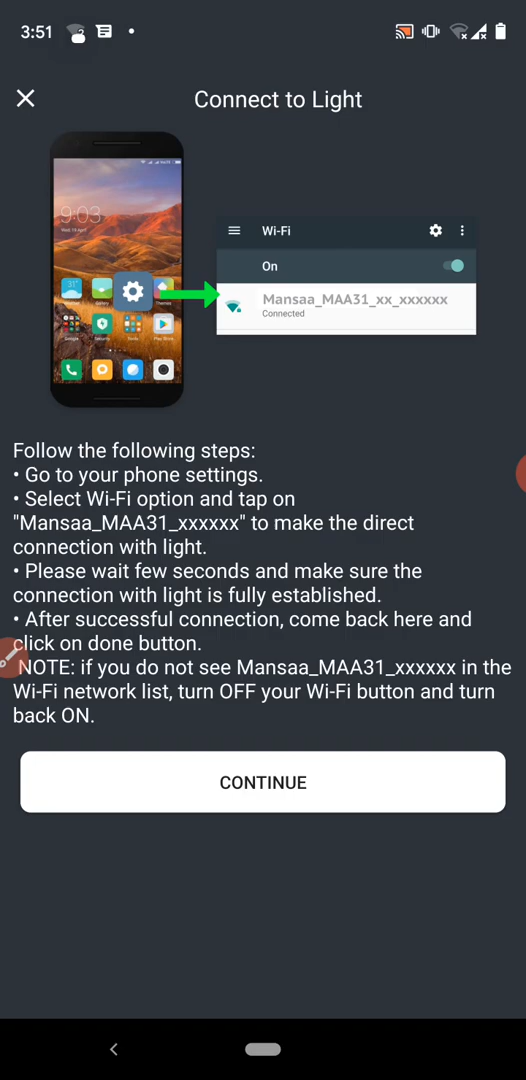 3:51
Connect to Light
9:03
Wi-Fi
On
Mansaa_MAA31_xx_xxxxxx
Connected
Follow the following steps:
• Go to your phone settings.
• Select Wi-Fi option and tap on
"Mansaa_MAA31_xxxxxx" to make the direct
connection with light.
• Please wait few seconds and make sure the
connection with light is fully established.
• After successful connection, come back here and
click on done button.
NOTE: if you do not see Mansaa_MAA31_xxxxxx in the
Wi-Fi network list, turn OFF your Wi-Fi button and turn
back ON.
CONTINUE